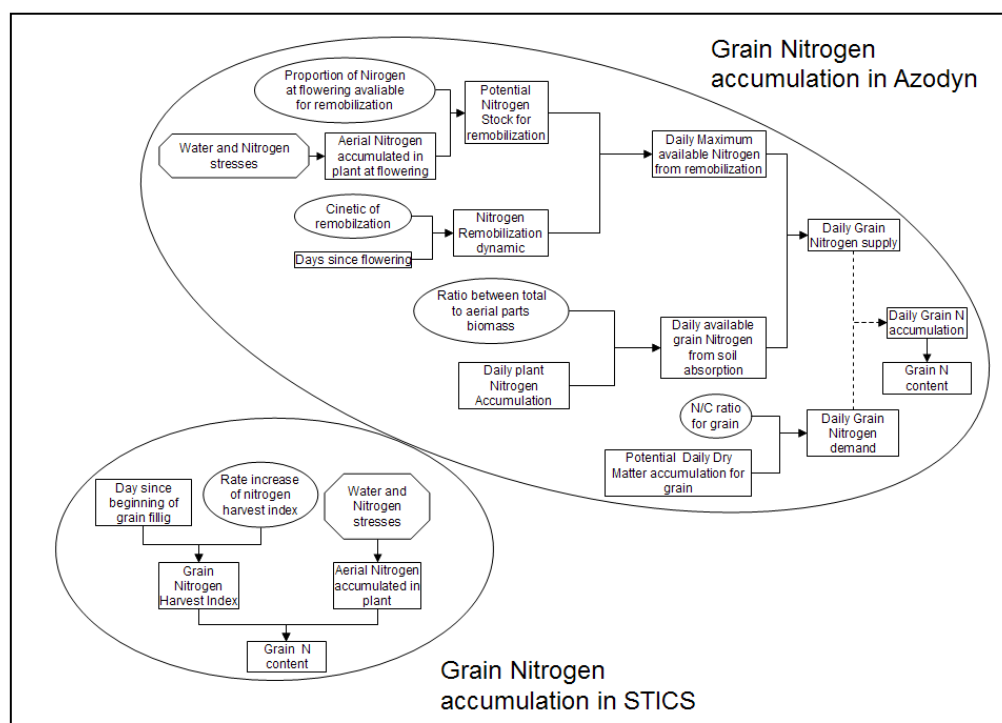 Grain Nitrogen
accumulation in Azodyn
Proportion of Nirogen
at flowering avaliable
for remobilization
Potential
Nitrogen
Stock for
remobilization
Water and Nitrogen
stresses
Aerial Nitrogen
accumulated in
plant at flowering
Daily Maximum
available Nitrogen
from remobilization
Cinetic of
remobilzation
Days since flowering
Nitrogen
Remobilization
dynamic
Daily Grain
Nitrogen supply
Ratio between total
to aerial parts
biomass
Daily plant
Nitrogen
Accumulation
Daily available
grain Nitrogen
from soil
absorption
Daily Grain N
accumulation
Grain N
content
N/C ratio
for grain
Potential Daily Dry
Matter accumulation for
grain
Daily Grain
Nitrogen
demand
Day since
beginning of
grain fillig
Rate increase
of nitrogen
harvest index
Water and
Nitrogen
stresses
Grain
Nitrogen
Harvest Index
Aerial Nitrogen
accumulated in
plant
Grain N
content
Grain Nitrogen
accumulation in STICS